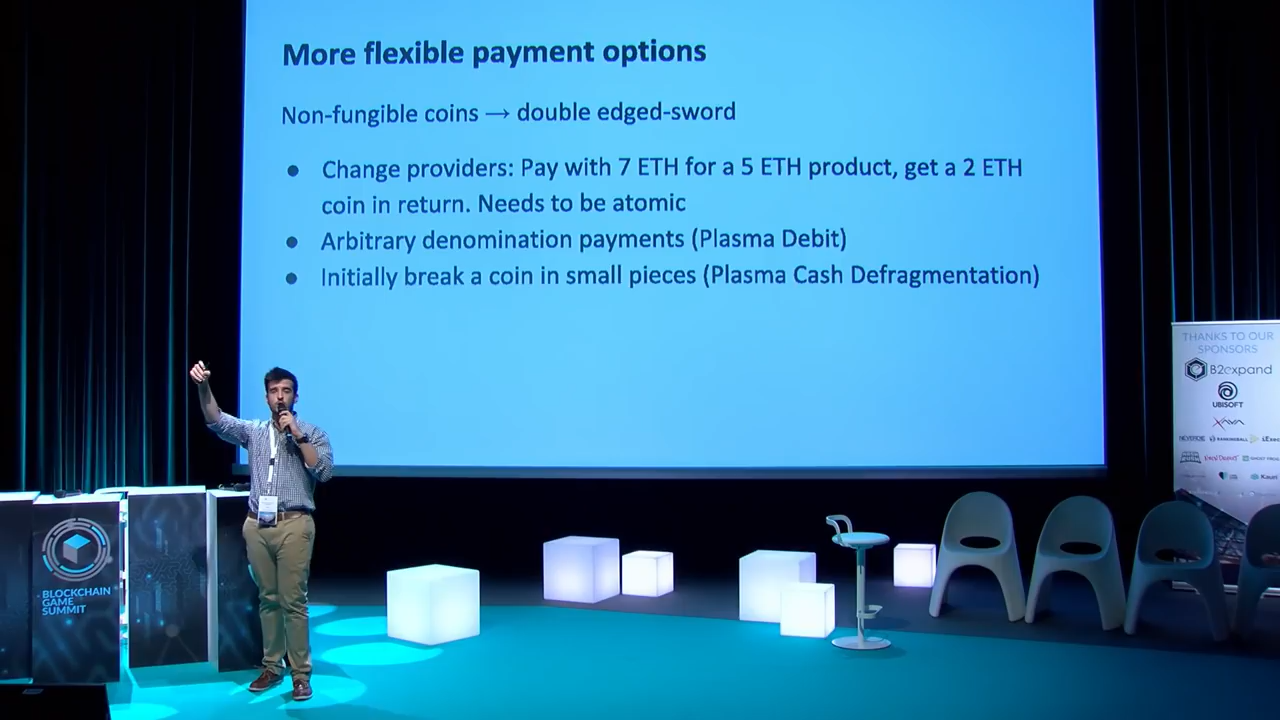 More flexible payment options
Non-fungible coins → double edged-sword
● Change providers: Pay with 7 ETH for a 5 ETH product, get a 2 ETH
coin in return. Needs to be atomic
● Arbitrary denomination payments (Plasma Debit)
● Initially break a coin in small pieces (Plasma Cash Defragmentation)
THANKS TO OUR
SPONSORS
B2expand
UBISOFT
Kauri
BLOCKCHAIN
GAME
SUMMIT